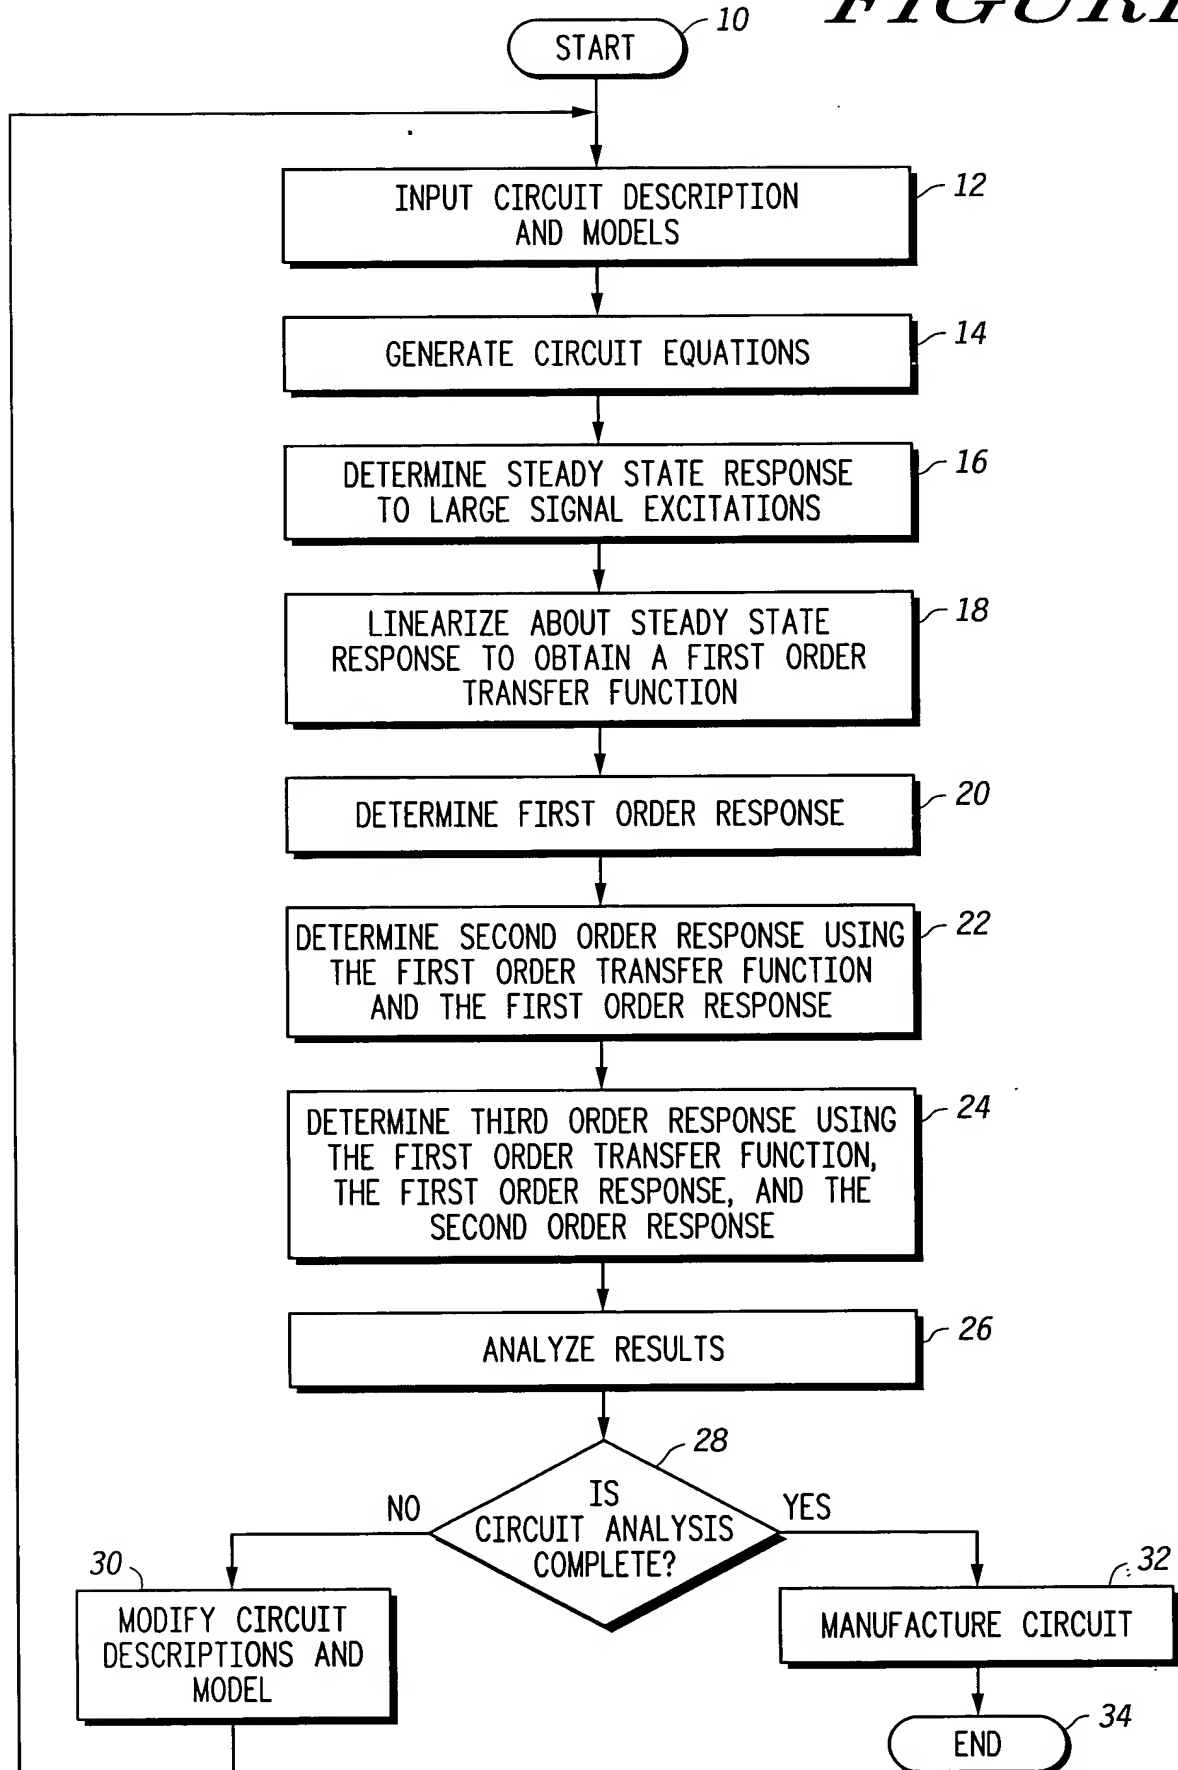 FIGURE
START
10
INPUT CIRCUIT DESCRIPTION
AND MODELS
12
GENERATE CIRCUIT EQUATIONS
14
DETERMINE STEADY STATE RESPONSE
TO LARGE SIGNAL EXCITATIONS
16
LINEARIZE ABOUT STEADY STATE
RESPONSE TO OBTAIN A FIRST ORDER
TRANSFER FUNCTION
18
DETERMINE FIRST ORDER RESPONSE
20
DETERMINE SECOND ORDER RESPONSE USING
THE FIRST ORDER TRANSFER FUNCTION
AND THE FIRST ORDER RESPONSE
22
DETERMINE THIRD ORDER RESPONSE USING
THE FIRST ORDER TRANSFER FUNCTION,
THE FIRST ORDER RESPONSE, AND THE
SECOND ORDER RESPONSE
24
ANALYZE RESULTS
26
28
IS
CIRCUIT ANALYSIS
COMPLETE?
NO
YES
30
MODIFY CIRCUIT
DESCRIPTIONS AND
MODEL
32
MANUFACTURE CIRCUIT
END
34